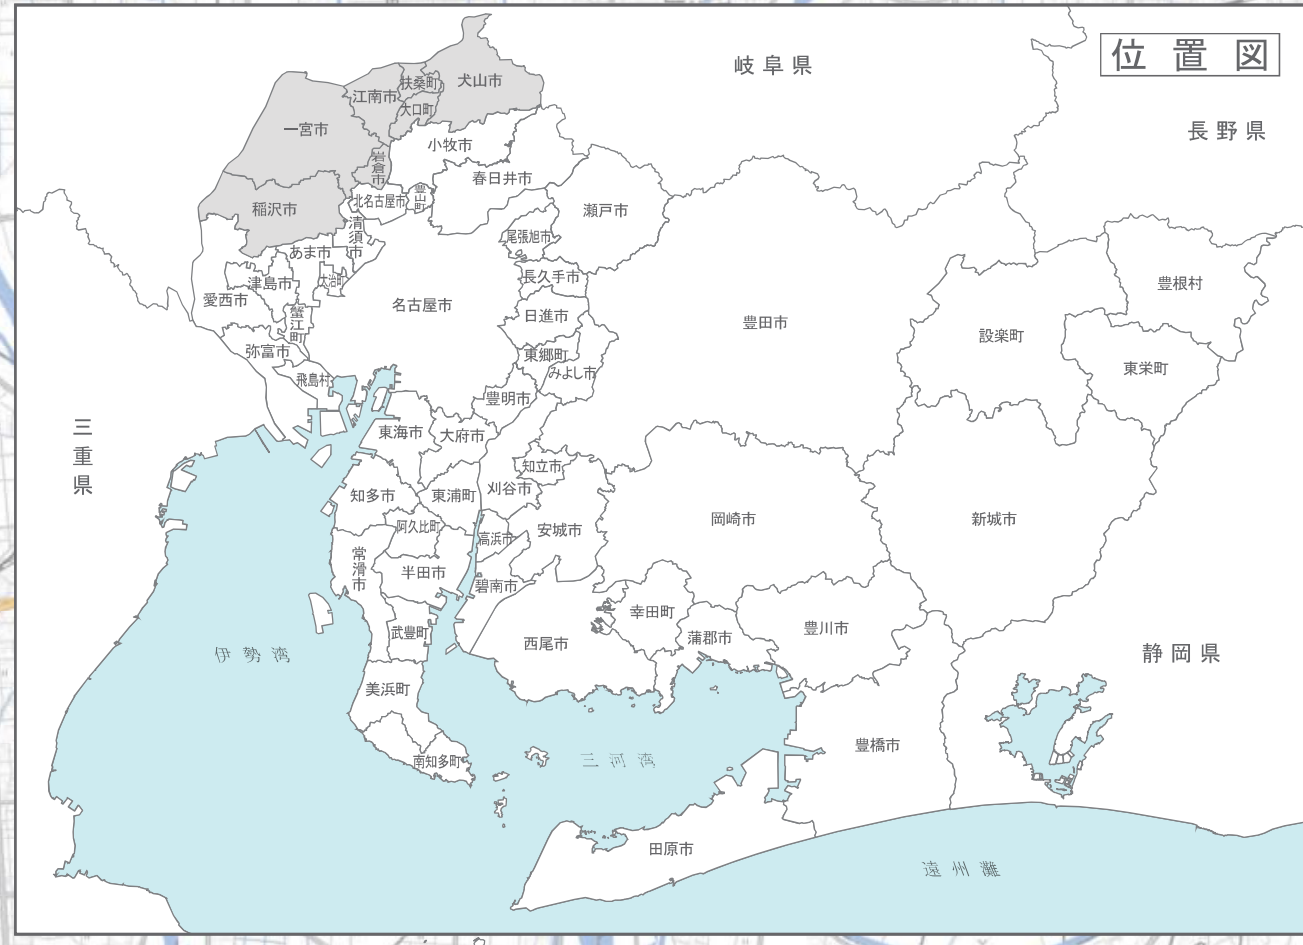 位置図
岐阜県
長野県
犬山市
扶桑町
江南市
大口町
一宮市
小牧市
岩倉市
春日井市
豊山町
北名古屋市
稲沢市
瀬戸市
清須市
尾張旭市
あま市
長久手市
津島市
大治町
愛西市
名古屋市
蟹江町
日進市
豊田市
豊根村
設楽町
弥富市
東郷町
みよし市
東栄町
飛島村
豊明市
三重県
東海市
大府市
知立市
刈谷市
知多市
東浦町
阿久比町
高浜市
安城市
岡崎市
新城市
常滑市
半田市
碧南市
幸田町
武豊町
西尾市
蒲郡市
豊川市
伊勢湾
静岡県
美浜町
豊橋市
南知多町
三河湾
田原市
遠州灘